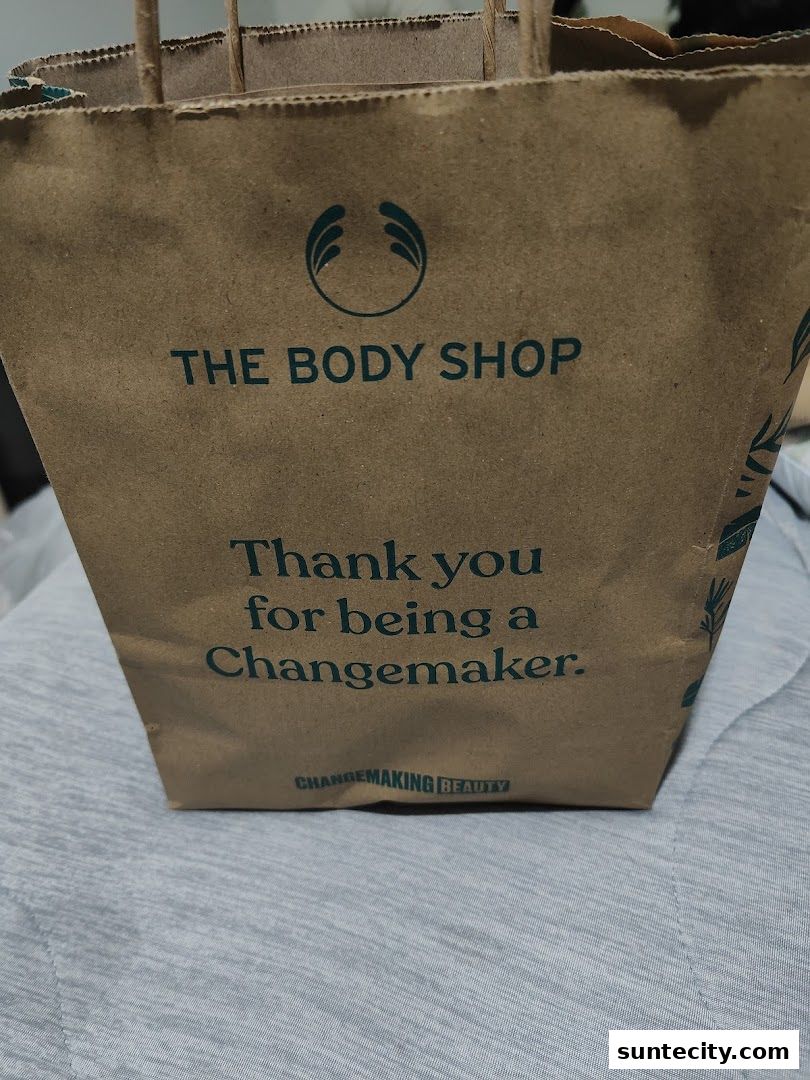 THE BODY SHOP
Thank you
for being a
Changemaker.
CHANGEMAKING BEAUTY
suntecity.com